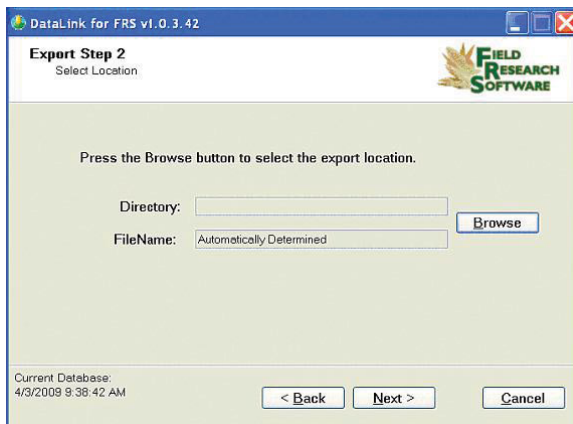 DataLink for FRS v1.0.3.42
Export Step 2
Select Location
FIELD
RESEARCH
SOFTWARE
Press the Browse button to select the export location.
Directory:
Browse
FileName: Automatically Determined
Current Database:
4/3/2009 9:38:42 AM
< Back Next > Cancel